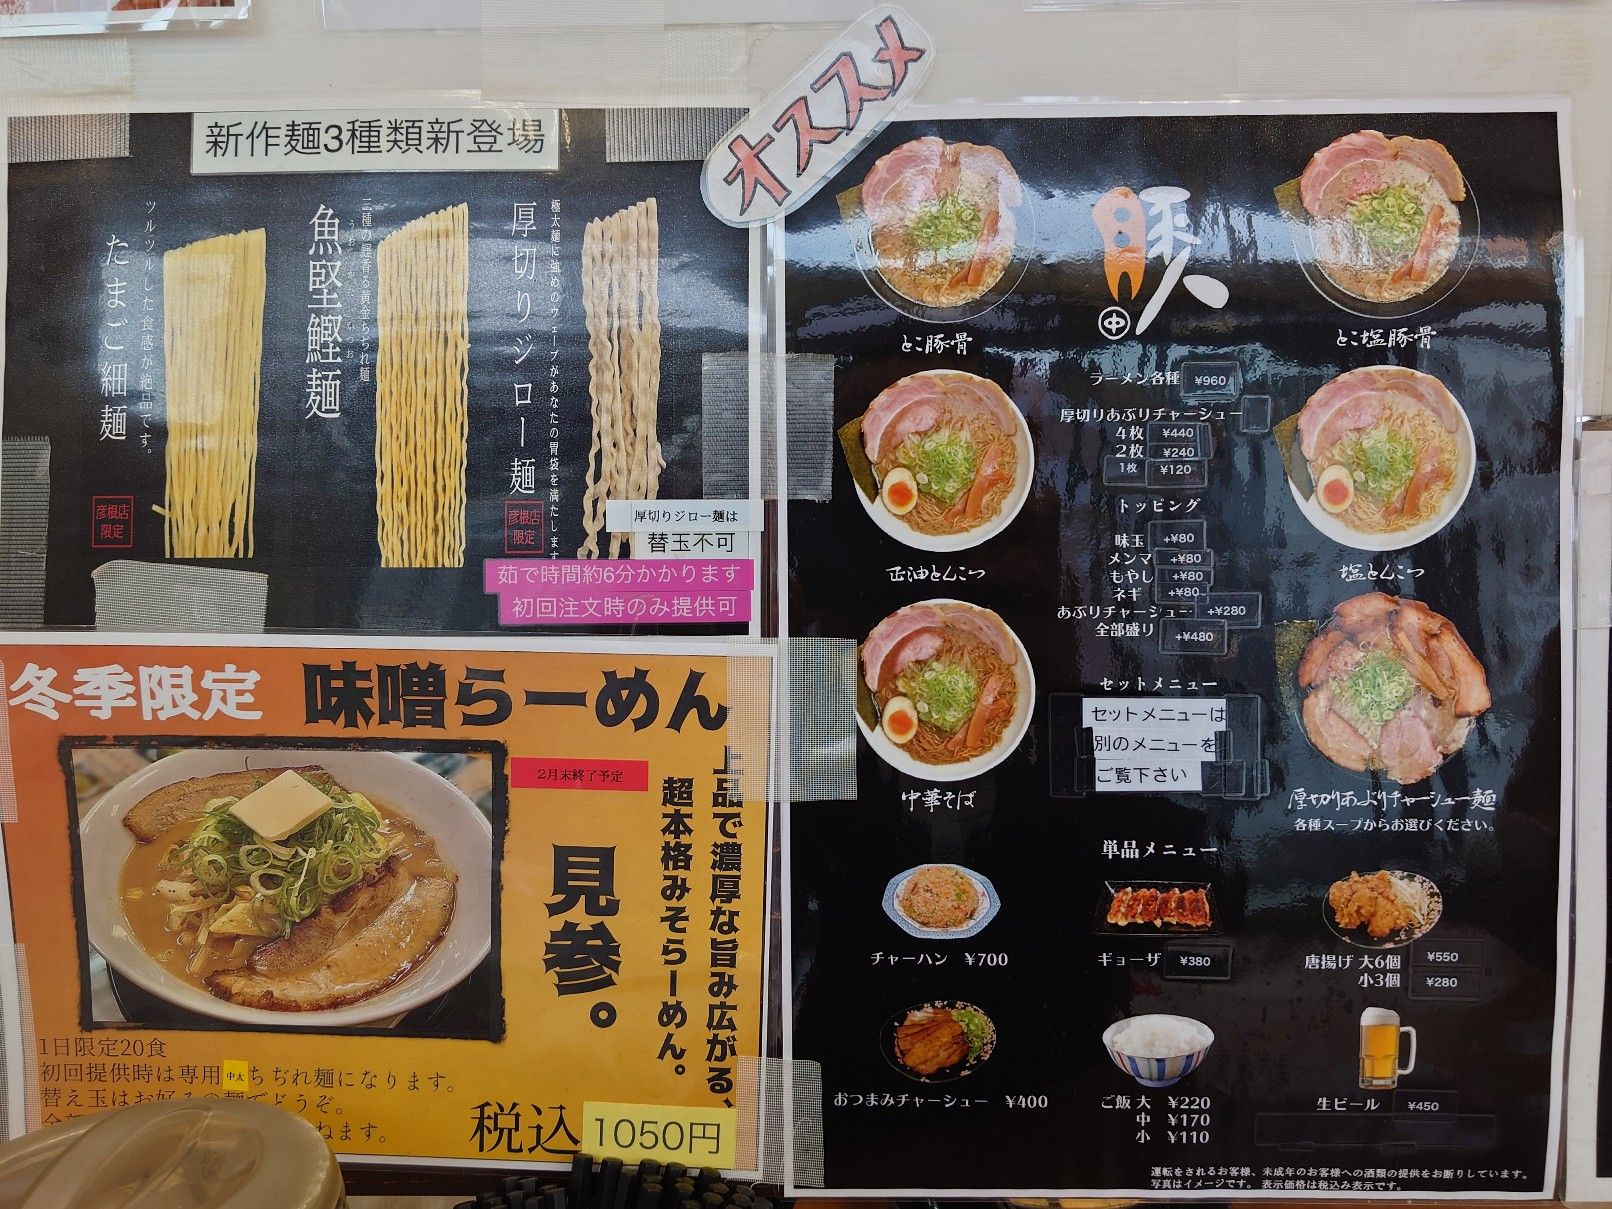 オススメ
新作麺3種類新登場
極太麺に強めのウェーブがあなたの胃袋を満たします
厚切りジロー麺
彦根店
限定
魚堅鰹麺
ツルツルした食感が絶品です。
たまご細麺
彦根店
限定
厚切りジロー麺は
替玉不可
茹で時間約6分かかります
初回注文時のみ提供可
冬季限定 味噌らーめん
2月末終了予定
上品で濃厚な旨み広がる、
超本格みそらーめん。
見参。
1日限定20食
初回提供時は専用中太ちぢれ麺になります。
替え玉はお好みの麺でどうぞ。
ねます。
税込 1050円
豚人
中
とこ豚骨
とこ塩豚骨
正油とんこつ
塩とんこつ
中華そば
厚切りあぶりチャーシュー麺
各種スープからお選びください。
ラーメン各種 ¥960
厚切りあぶりチャーシュー
4枚 ¥440
2枚 ¥240
1枚 ¥120
トッピング
味玉 +¥80
メンマ +¥80
もやし +¥80
ネギ +¥80
あぶりチャーシュー +¥280
全部盛り +¥480
セットメニュー
セットメニューは
別のメニューを
ご覧下さい
単品メニュー
チャーハン ¥700
ギョーザ ¥380
唐揚げ 大6個 ¥550
小3個 ¥280
おつまみチャーシュー ¥400
ご飯 大 ¥220
中 ¥170
小 ¥110
生ビール ¥450
運転をされるお客様、未成年のお客様への酒類の提供をお断りしています。
写真はイメージです。 表示価格は税込み表示です。